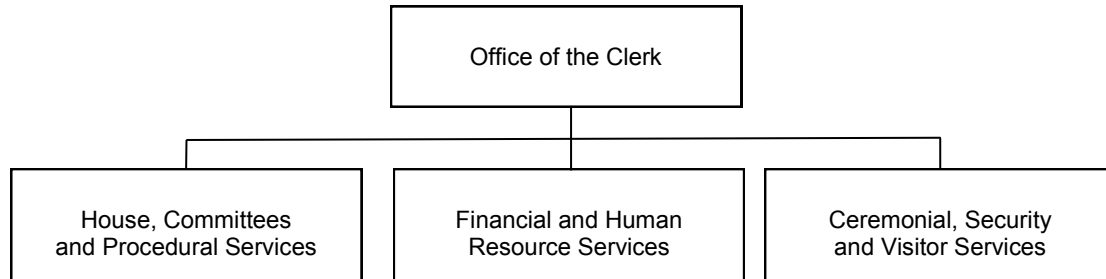 Office of the Clerk
House, Committees
and Procedural Services
Financial and Human
Resource Services
Ceremonial, Security
and Visitor Services